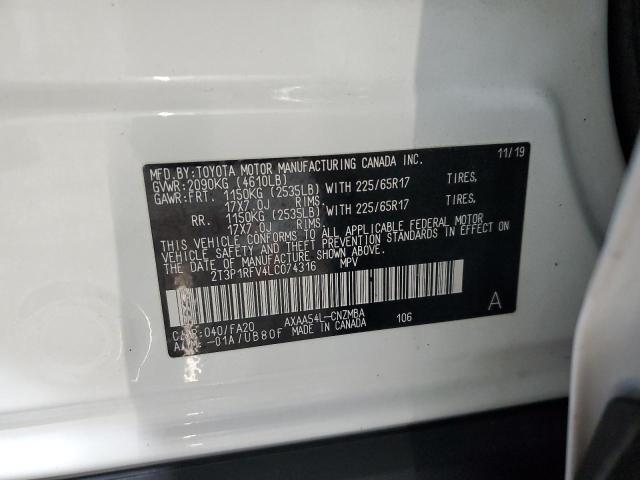 MFD.BY: TOYOTA MOTOR MANUFACTURING CANADA INC. 11/19
GVWR: 2090KG (4610LB)
GAWR: FRT. 1150KG (2535LB) WITH 225/65R17 TIRES,
17X7.0J RIMS,
RR. 1150KG (2535LB) WITH 225/65R17 TIRES,
17X7.0J RIMS,
THIS VEHICLE CONFORMS TO ALL APPLICABLE FEDERAL MOTOR
VEHICLE SAFETY AND THEFT PREVENTION STANDARDS IN EFFECT ON
THE DATE OF MANUFACTURE SHOWN ABOVE.
2T3P1RFV4LC074316 MPV
A
:040/FA20 AXAA54L-CNZMBA 106
-01A/UB80F MADE IN CANADA